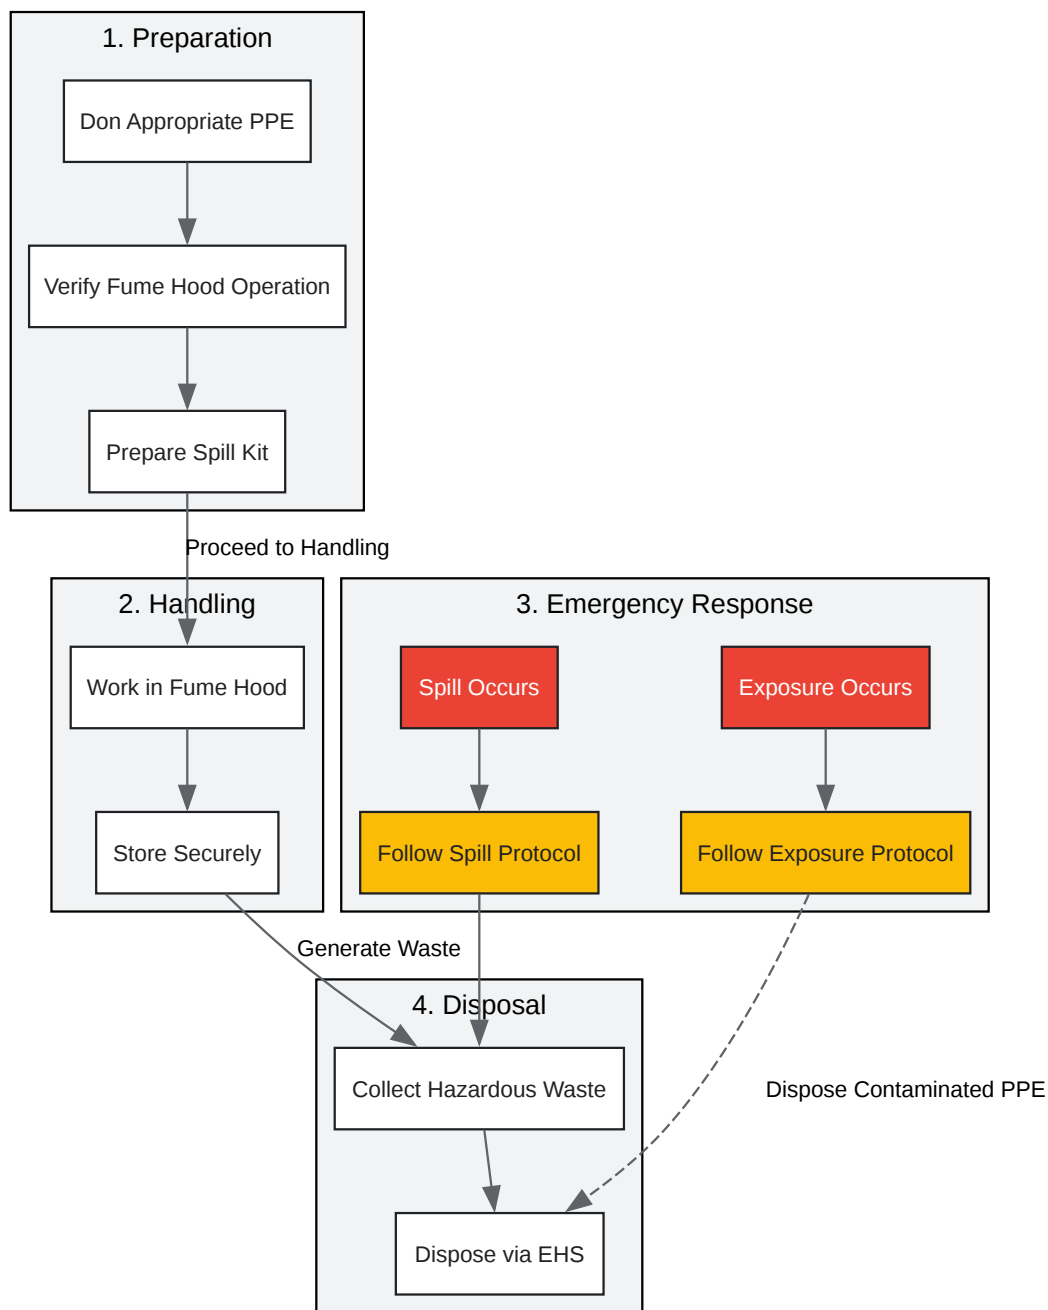 1. Preparation
Don Appropriate PPE
Verify Fume Hood Operation
Prepare Spill Kit
Proceed to Handling
2. Handling
Work in Fume Hood
Store Securely
3. Emergency Response
Spill Occurs
Exposure Occurs
Follow Spill Protocol
Follow Exposure Protocol
Generate Waste
4. Disposal
Collect Hazardous Waste
Dispose Contaminated PPE
Dispose via EHS